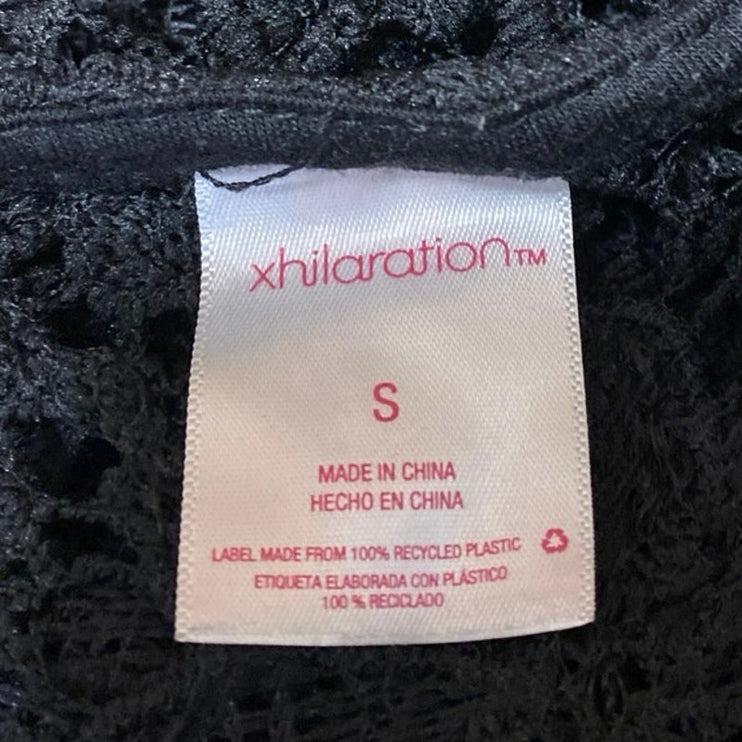 xhilaration™
S
MADE IN CHINA
HECHO EN CHINA
LABEL MADE FROM 100% RECYCLED PLASTIC
ETIQUETA ELABORADA CON PLÁSTICO
100 % RECICLADO